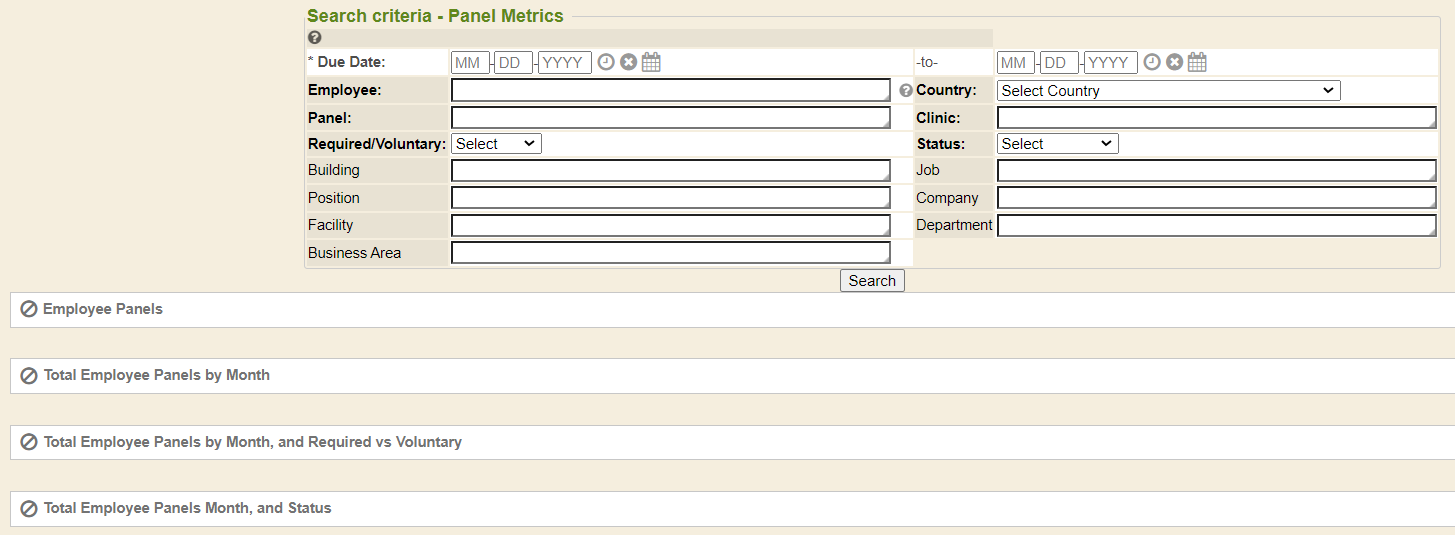 Search criteria - Panel Metrics
?
* Due Date: MM - DD - YYYY -to- MM - DD - YYYY
Employee: ? Country: Select Country
Panel: Clinic:
Required/Voluntary: Select Status: Select
Building Job
Position Company
Facility Department
Business Area
Search
Employee Panels
Total Employee Panels by Month
Total Employee Panels by Month, and Required vs Voluntary
Total Employee Panels Month, and Status